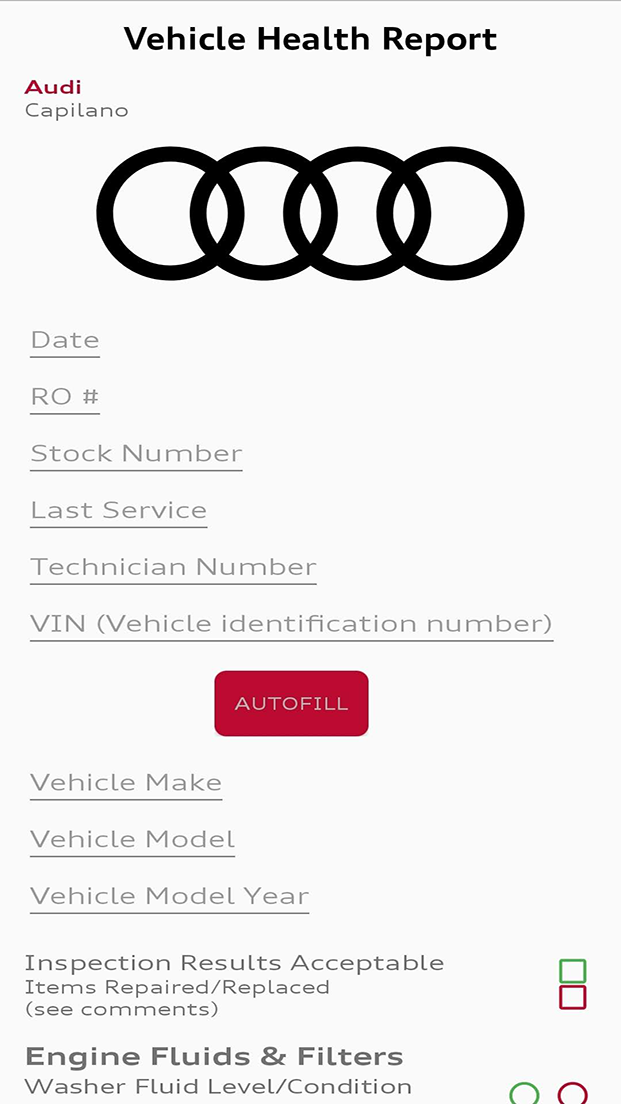 Vehicle Health Report
Audi
Capilano
Date
RO #
Stock Number
Last Service
Technician Number
VIN (Vehicle identification number)
AUTOFILL
Vehicle Make
Vehicle Model
Vehicle Model Year
Inspection Results Acceptable
Items Repaired/Replaced
(see comments)
Engine Fluids & Filters
Washer Fluid Level/Condition